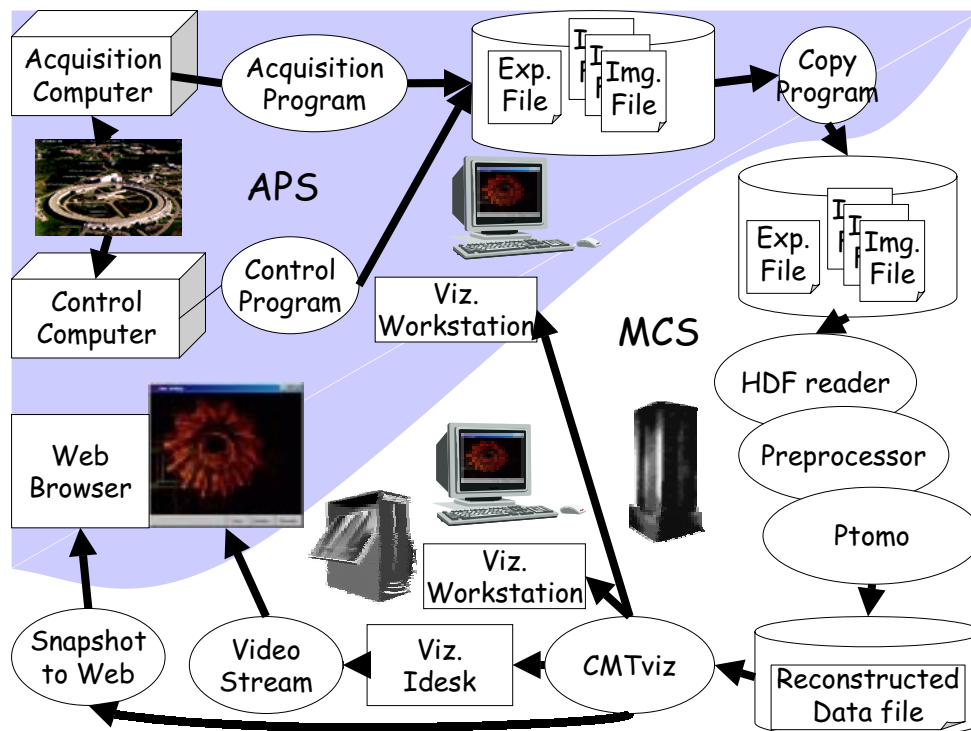 Acquisition
Computer
Acquisition
Program
Exp.
File
Img.
File
Copy
Program
APS
Control
Computer
Control
Program
Exp.
File
Img.
File
Viz.
Workstation
MCS
HDF reader
Preprocessor
Ptomo
Web
Browser
Viz.
Workstation
Snapshot
to Web
Video
Stream
Viz.
Idesk
CMTviz
Reconstructed
Data file